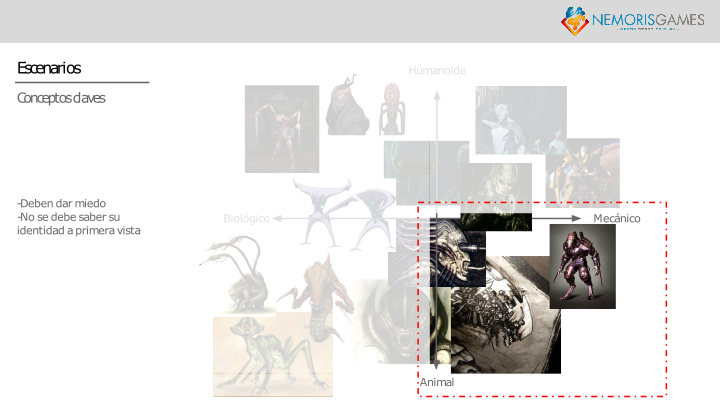 NEMORISGAMES
Escenarios
Conceptos claves
Humanoide
-Deben dar miedo
-No se debe saber su
identidad a primera vista
Biológico
Mecánico
Animal